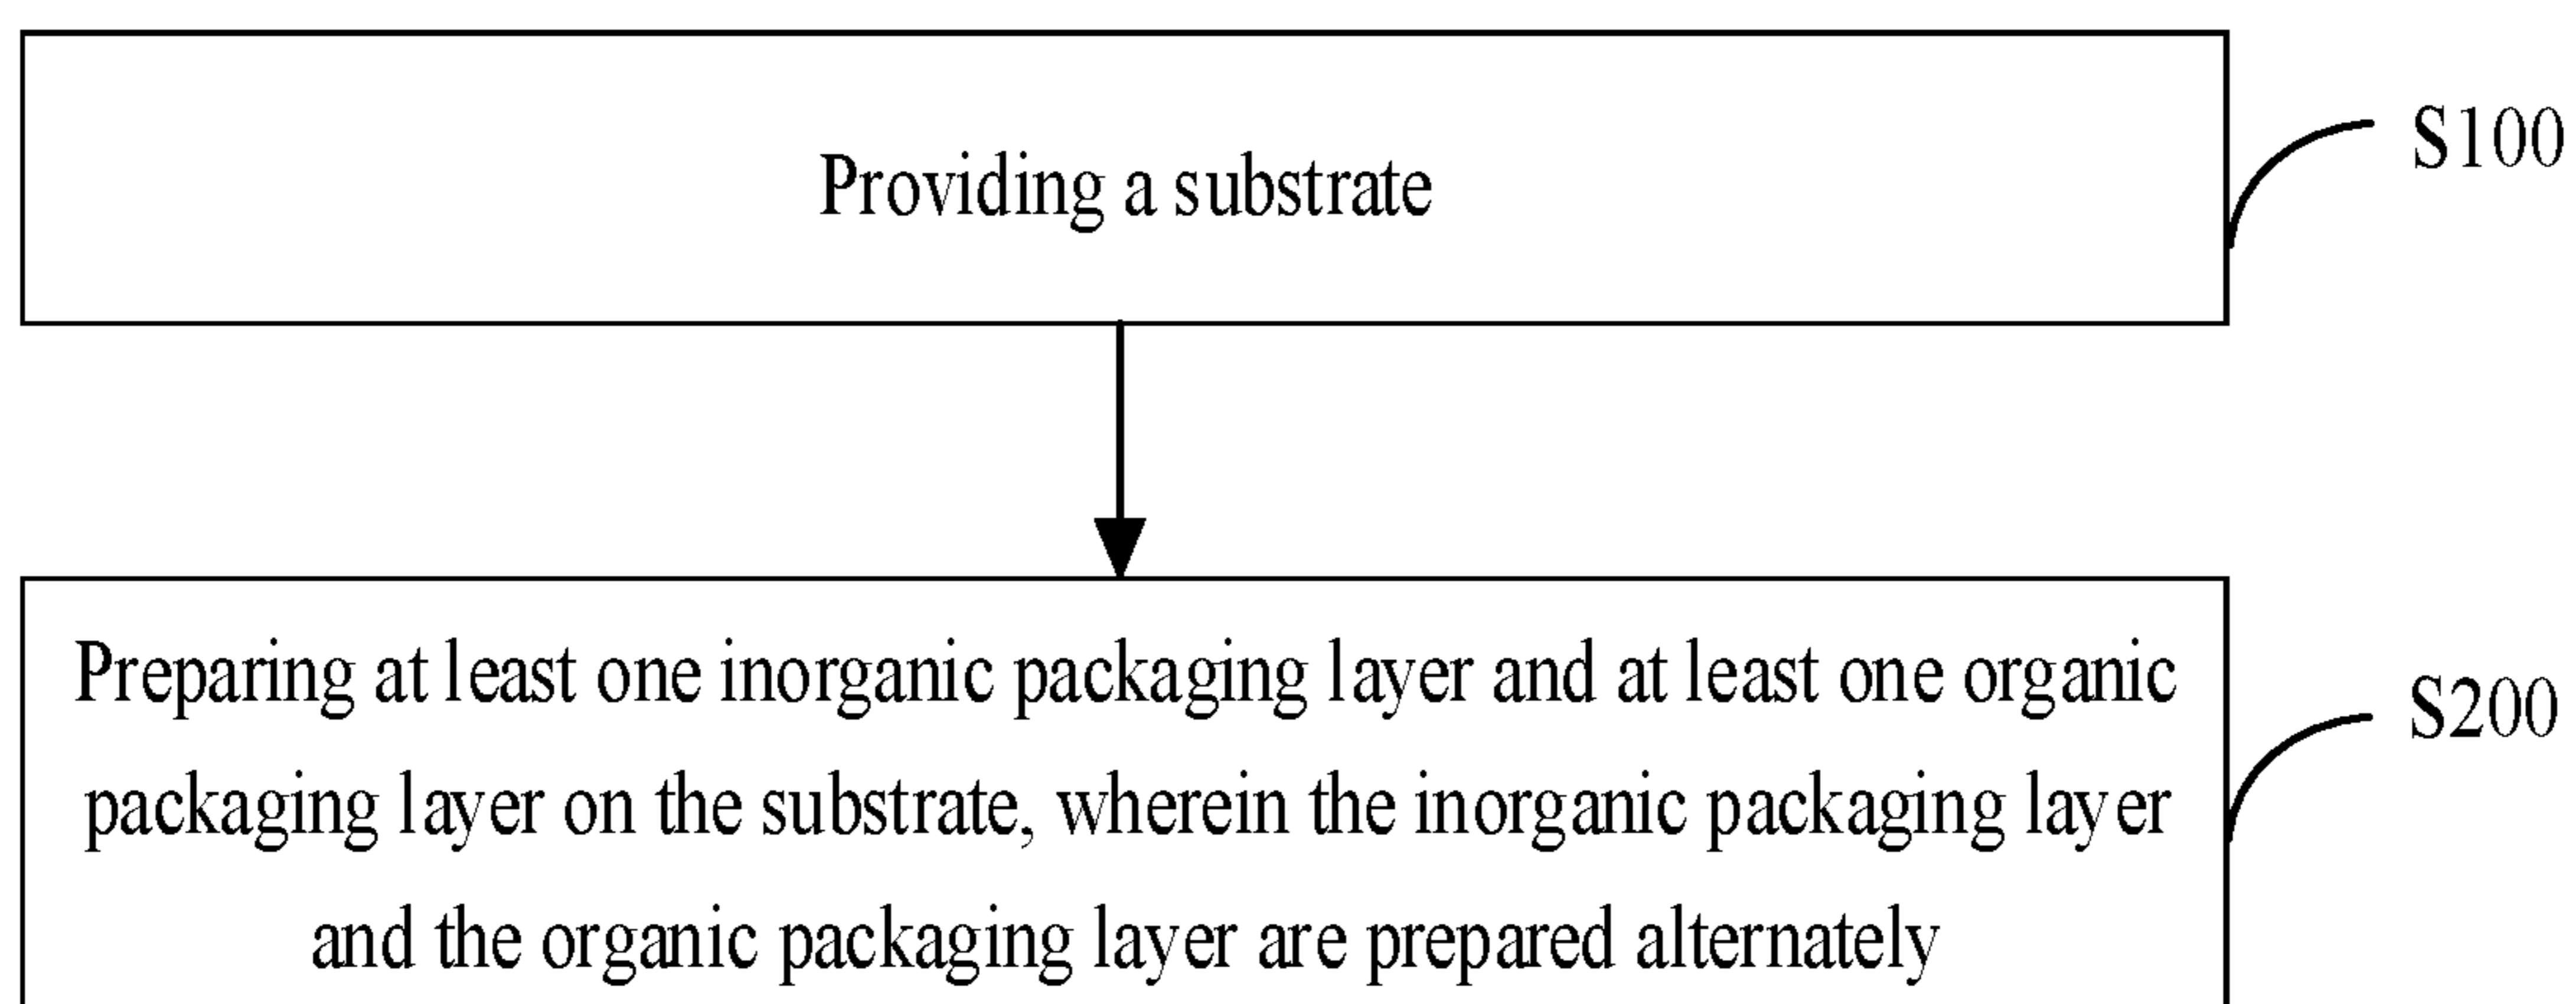 Providing a substrate
S100
Preparing at least one inorganic packaging layer and at least one organic
packaging layer on the substrate, wherein the inorganic packaging layer
and the organic packaging layer are prepared alternately
S200